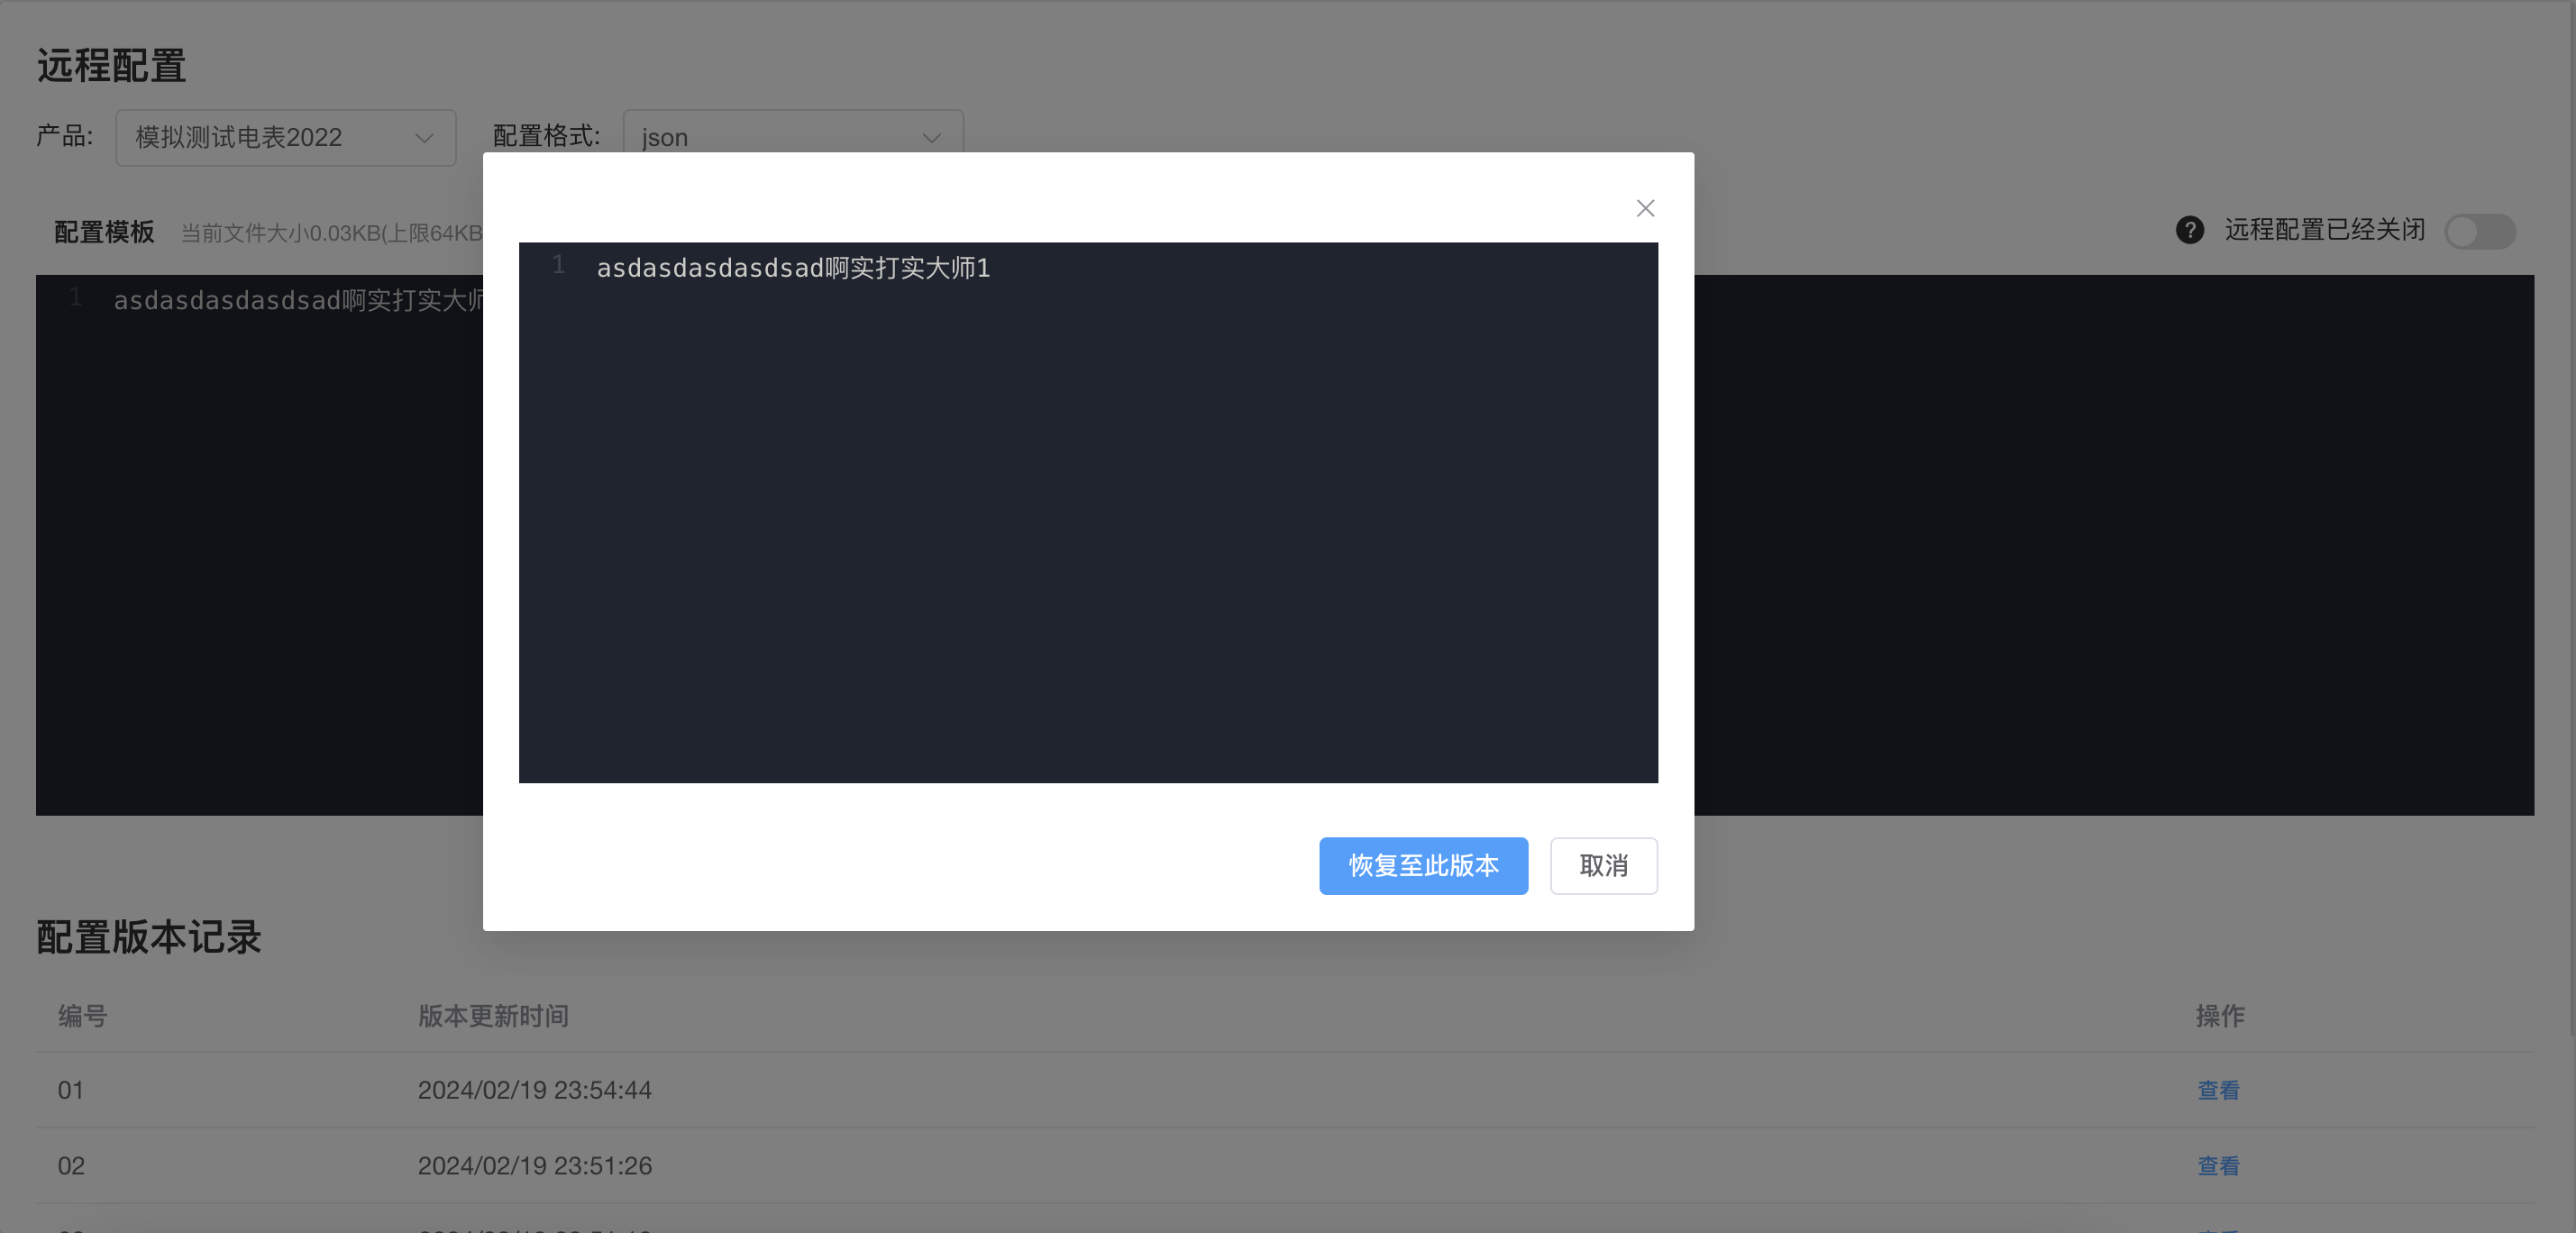 远程配置
产品: 模拟测试电表2022 配置格式: json
配置模板 当前文件大小0.03KB(上限64KB
? 远程配置已经关闭
1 asdasdasdasdsad啊实打实大师
1 asdasdasdasdsad啊实打实大师1
恢复至此版本 取消
配置版本记录
编号 版本更新时间 操作
01 2024/02/19 23:54:44 查看
02 2024/02/19 23:51:26 查看